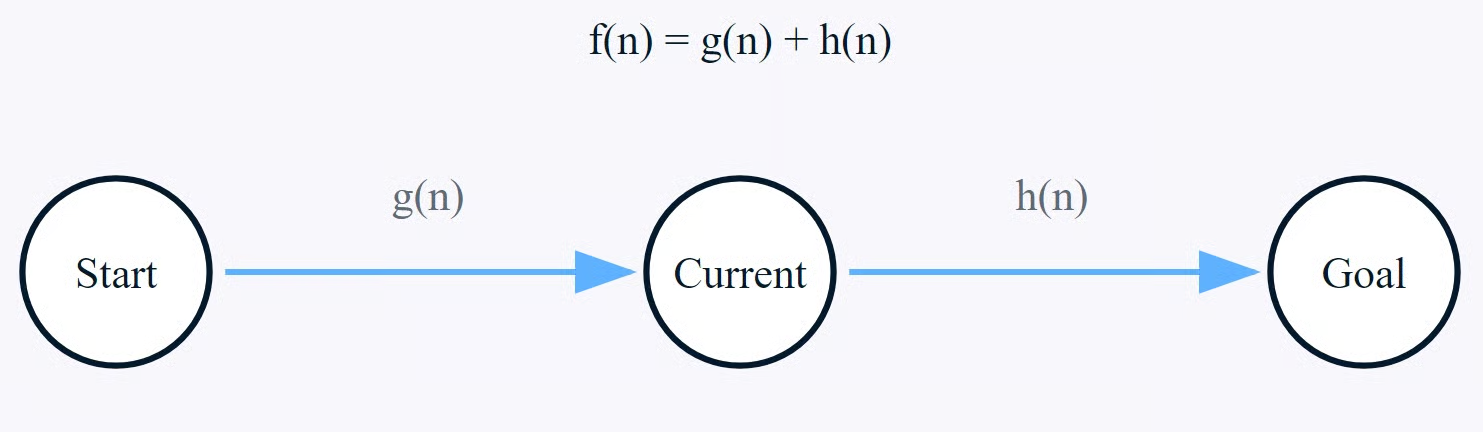 f(n) = g(n) + h(n)
g(n)
h(n)
Start
Current
Goal